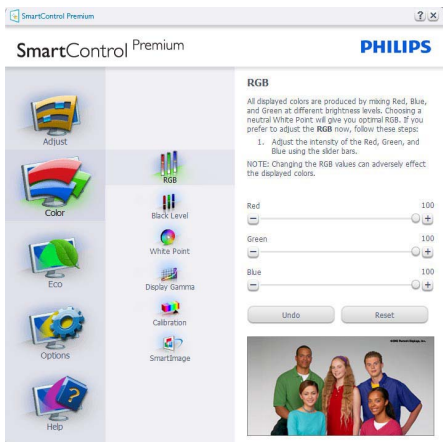 SmartControl Premium
SmartControl Premium
PHILIPS
Adjust
Color
Eco
Options
Help
RGB
Black Level
White Point
Display Gamma
Calibration
SmartImage
RGB
All displayed colors are produced by mixing Red, Blue,
and Green at different brightness levels. Choosing a
neutral White Point will give you optimal RGB. If you
prefer to adjust the RGB now, follow these steps:
1. Adjust the intensity of the Red, Green, and
Blue using the slider bars.
NOTE: Changing the RGB values can adversely effect
the displayed colors.
Red 100
Green 100
Blue 100
Undo Reset